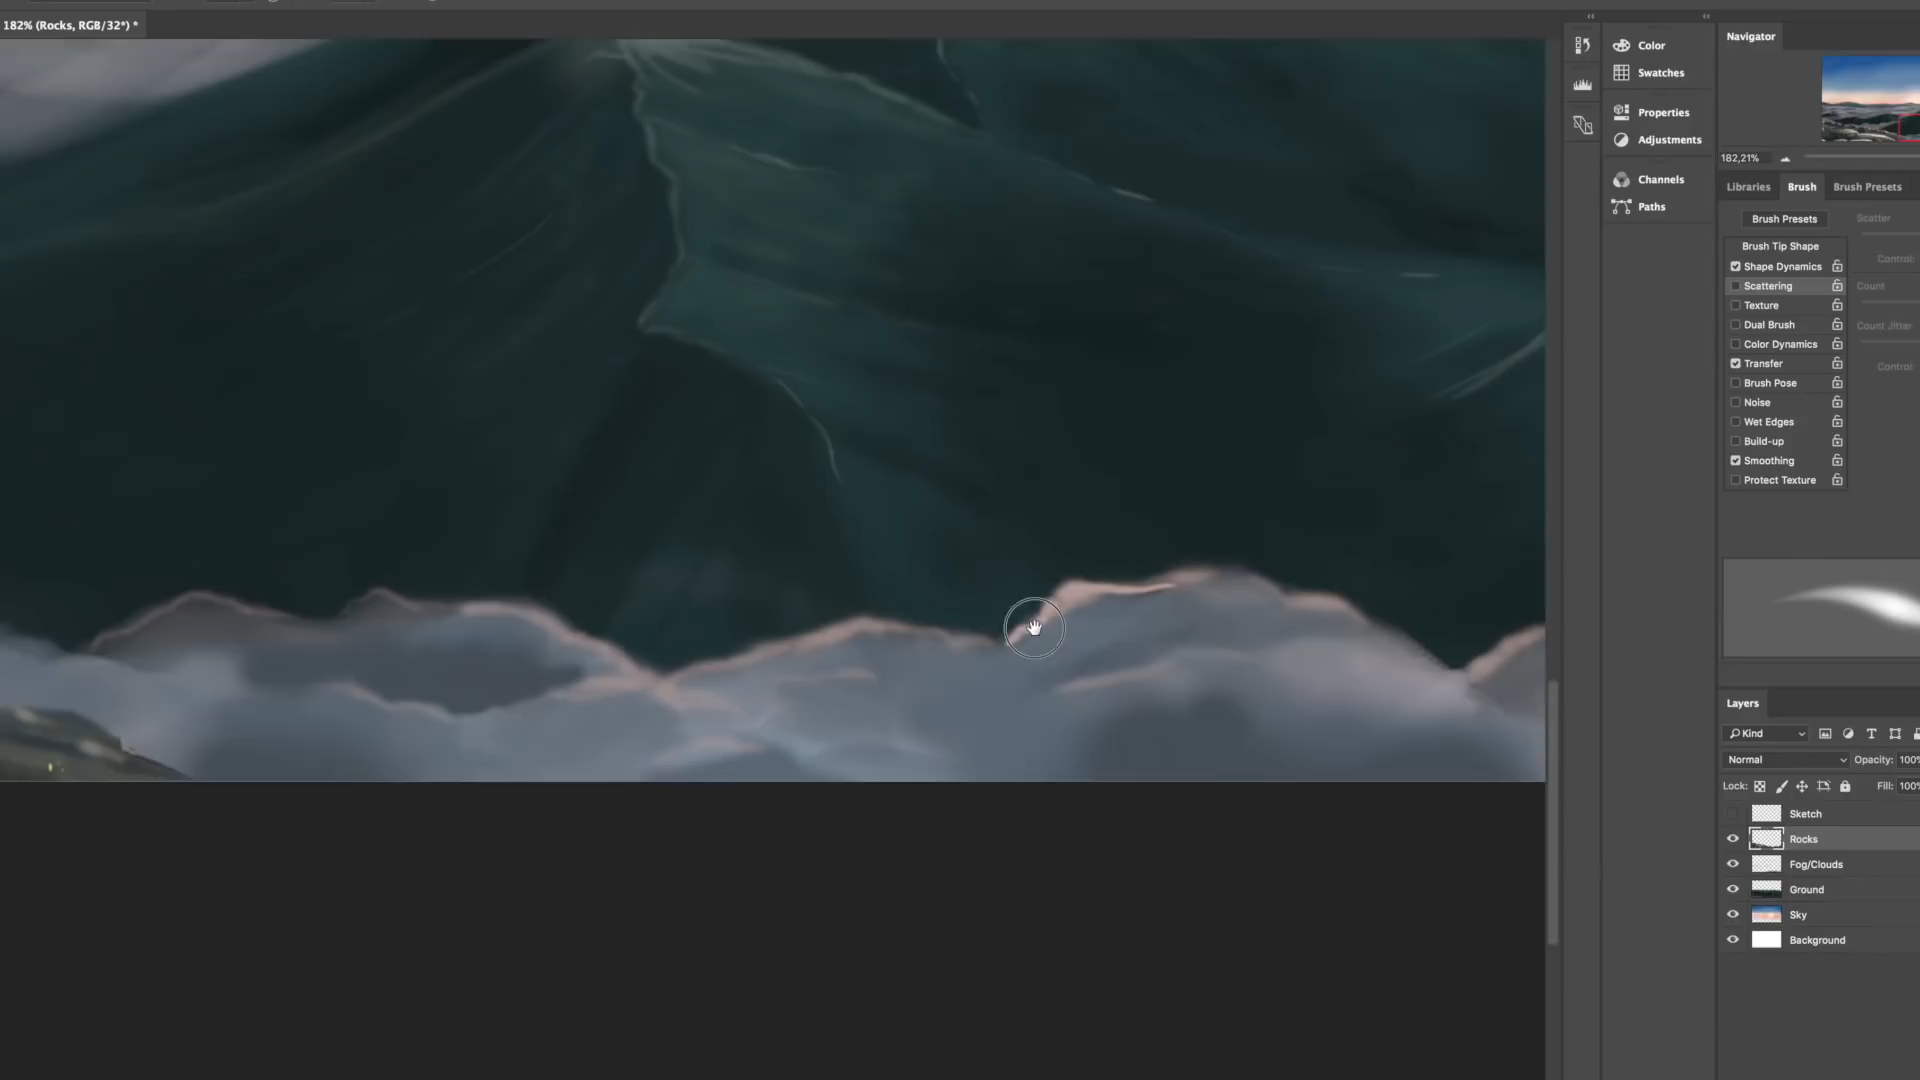 182% (Rocks, RGB/32*) *
Color
Swatches
Properties
Adjustments
Channels
Paths
Navigator
182,21%
Libraries Brush Brush Presets
Brush Presets
Scatter
Brush Tip Shape
Shape Dynamics
Control:
Scattering
Count
Texture
Dual Brush
Count Jitter
Color Dynamics
Transfer
Control:
Brush Pose
Noise
Wet Edges
Build-up
Smoothing
Protect Texture
Layers
Kind
Normal Opacity: 100%
Lock: Fill: 100%
Sketch
Rocks
Fog/Clouds
Ground
Sky
Background